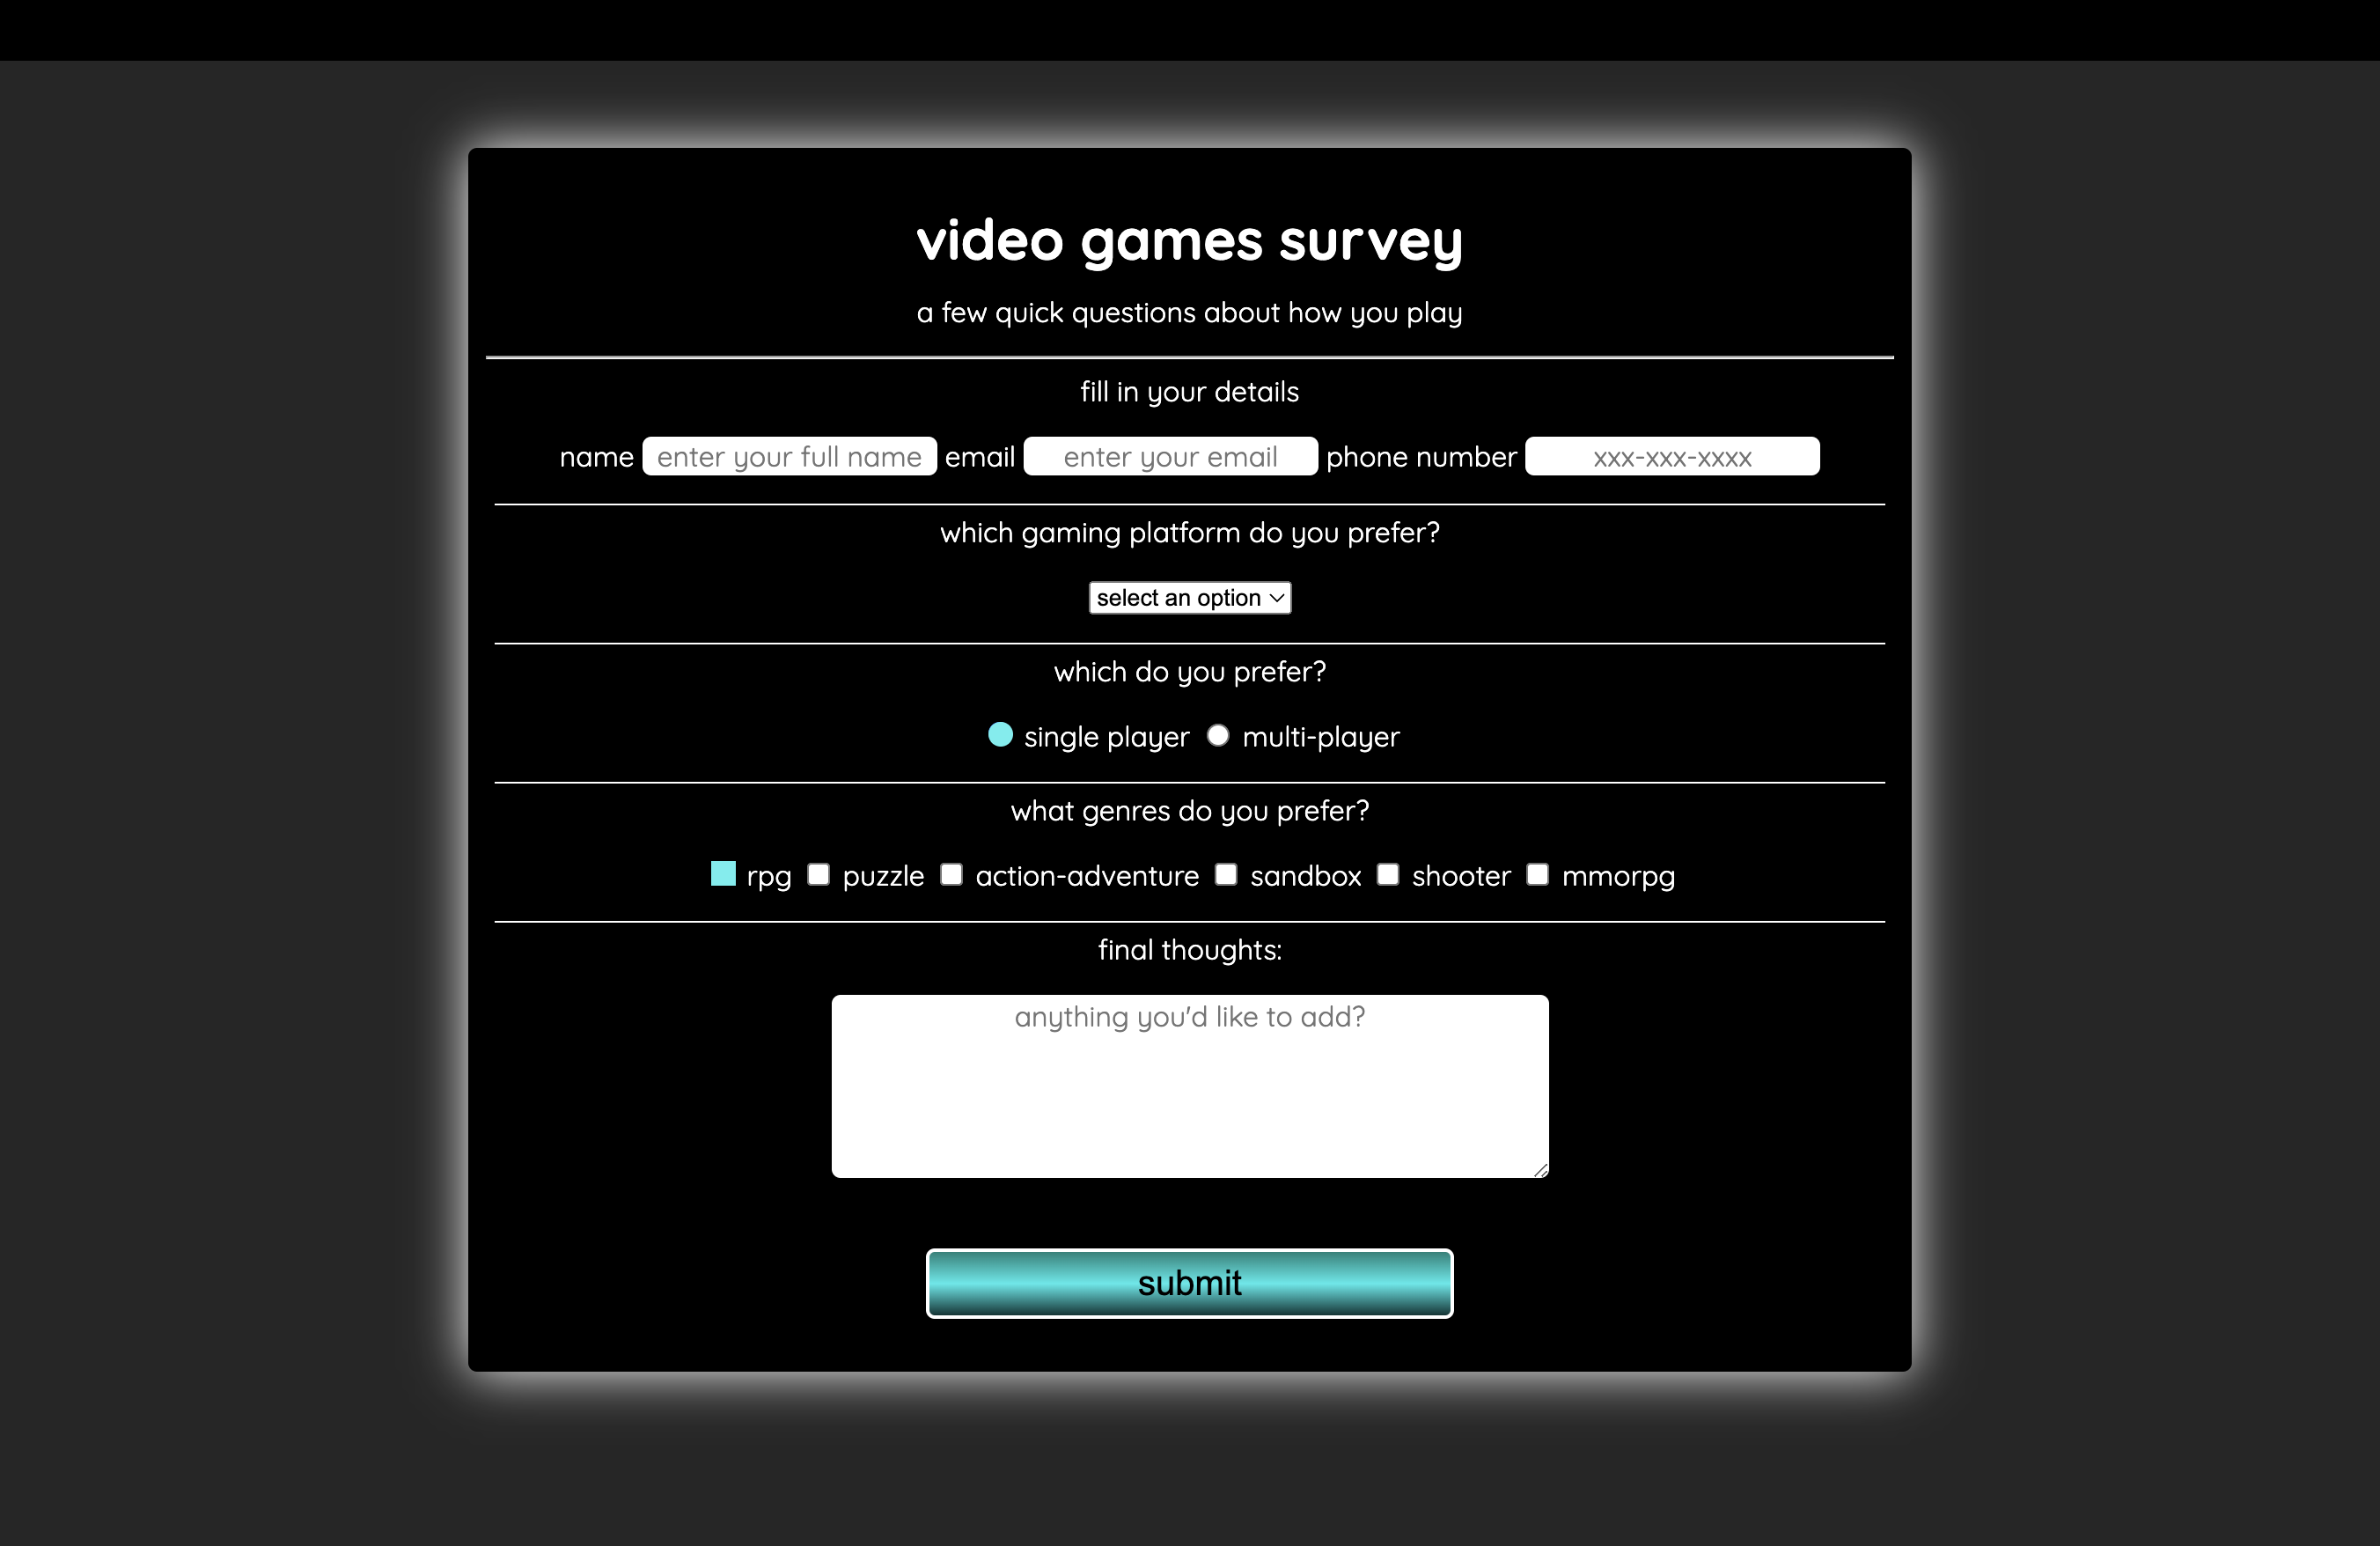 video games survey
a few quick questions about how you play
fill in your details
name enter your full name email enter your email phone number xxx-xxx-xxxx
which gaming platform do you prefer?
select an option
which do you prefer?
single player multi-player
what genres do you prefer?
rpg puzzle action-adventure sandbox shooter mmorpg
final thoughts:
anything you'd like to add?
submit